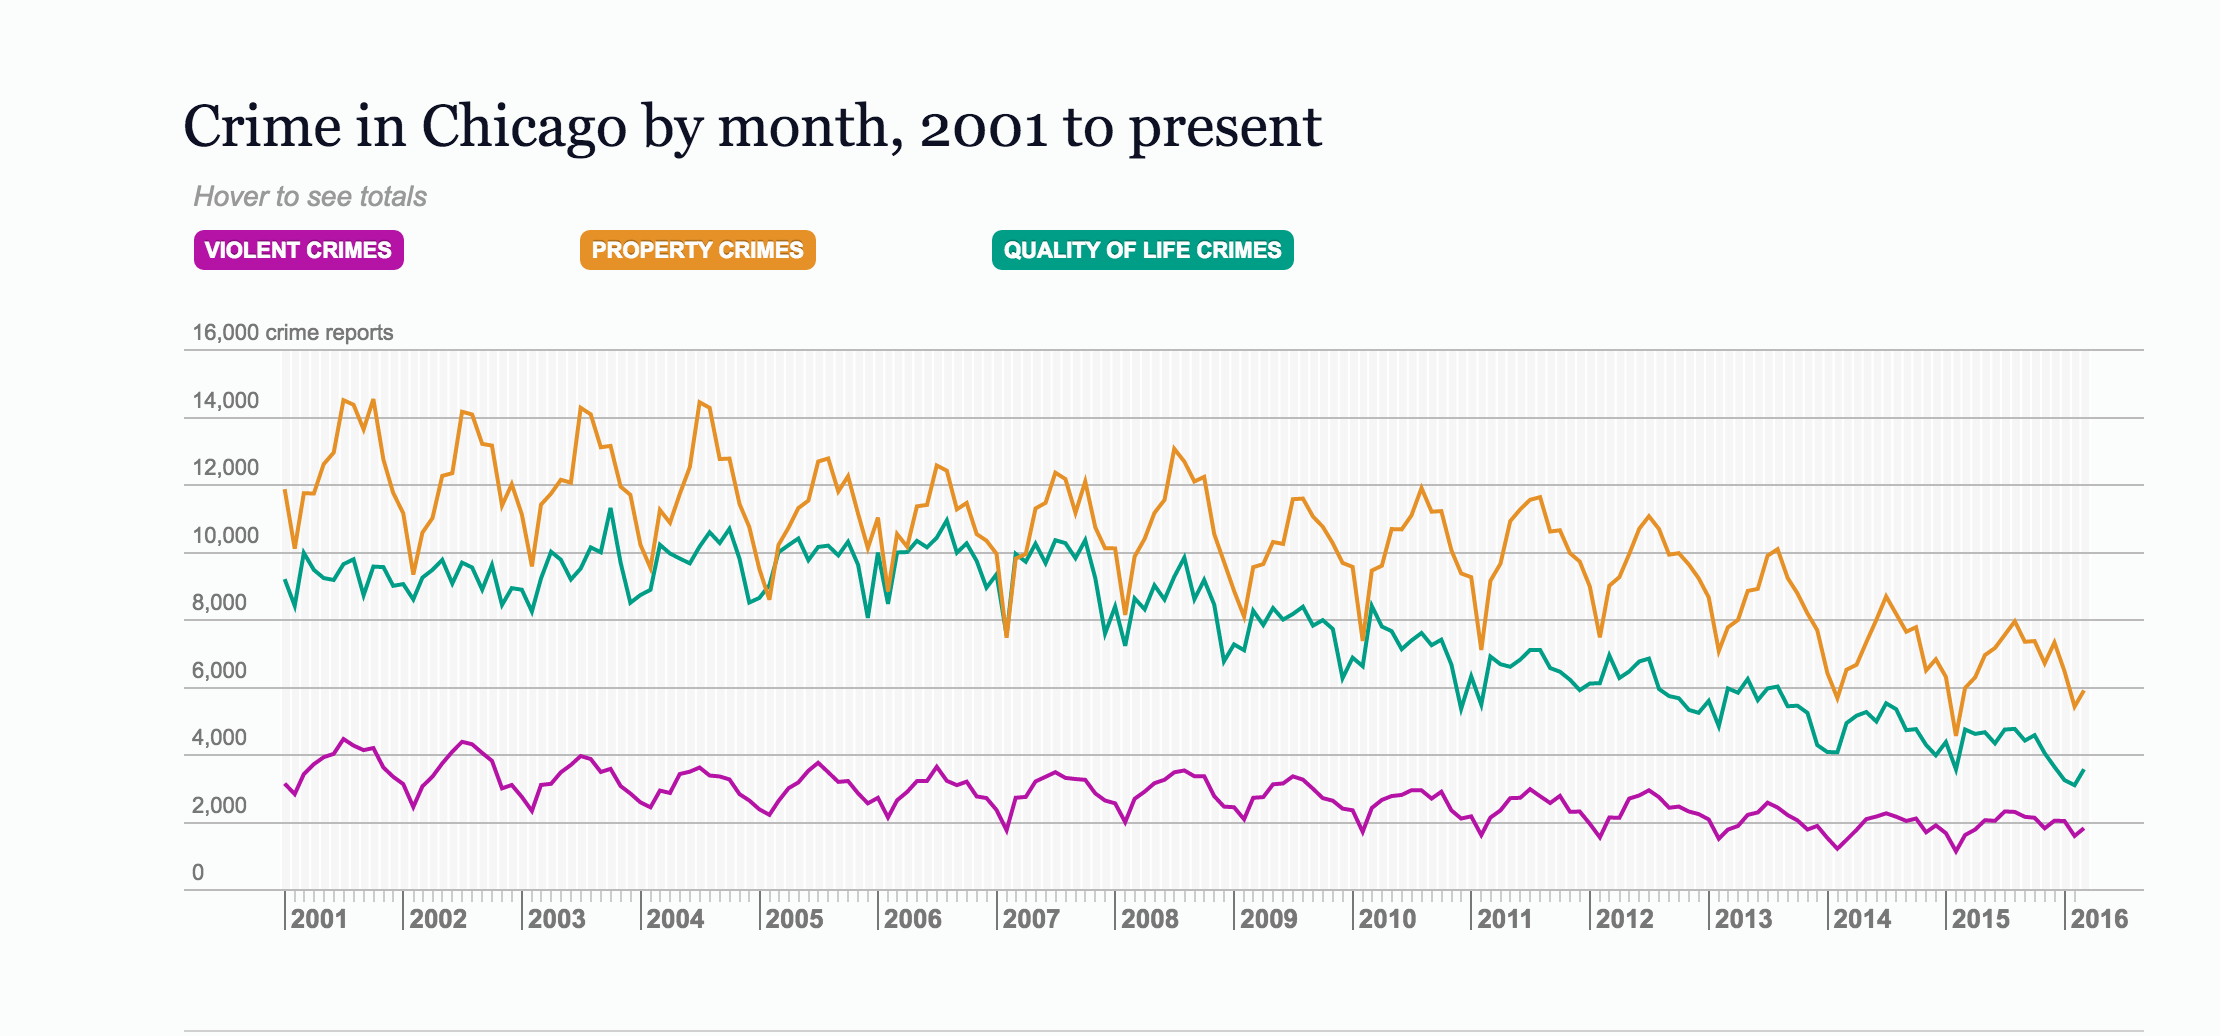 Crime in Chicago by month, 2001 to present
Hover to see totals
VIOLENT CRIMES PROPERTY CRIMES QUALITY OF LIFE CRIMES
16,000 crime reports
14,000
12,000
10,000
8,000
6,000
4,000
2,000
0
2001 2002 2003 2004 2005 2006 2007 2008 2009 2010 2011 2012 2013 2014 2015 2016